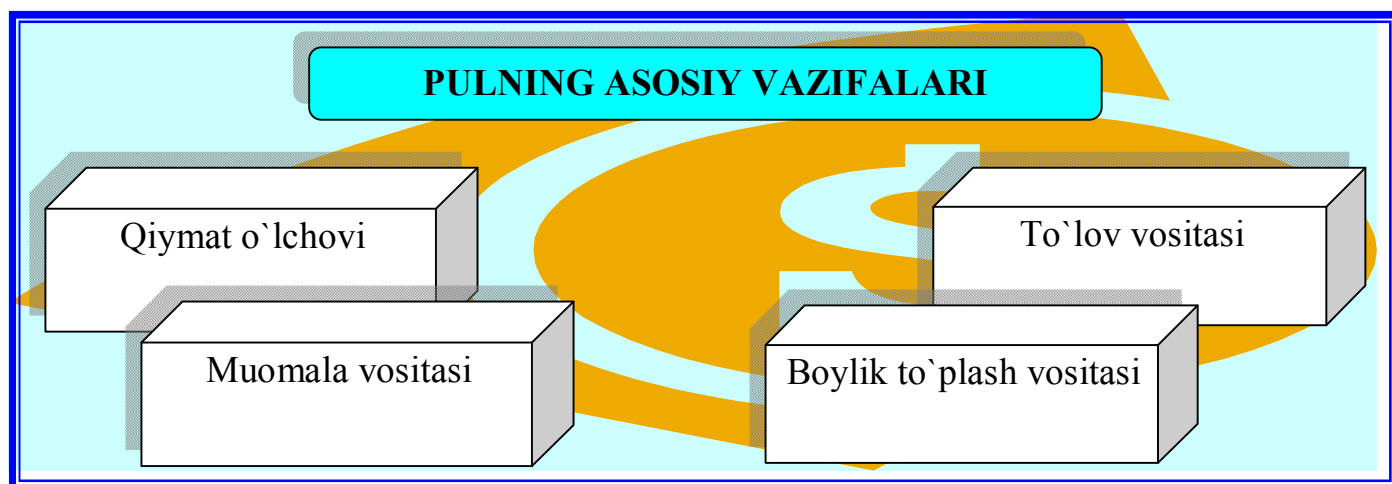 PULNING ASOSIY VAZIFALARI
Qiymat o`lchovi
To`lov vositasi
Muomala vositasi
Boylik to`plash vositasi